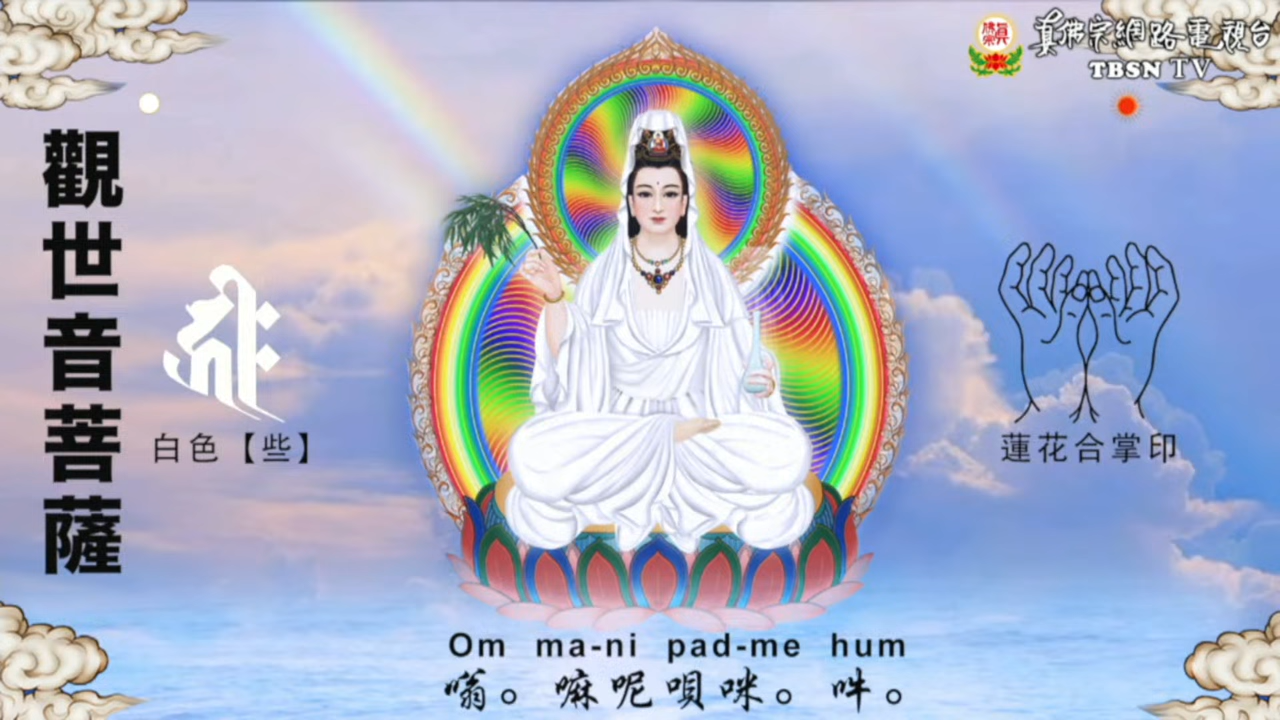 真佛宗網路電視台
TBSN TV
觀世音菩薩
白色【些】
蓮花合掌印
Om ma-ni pad-me hum
嗡。嘛呢唄咪。吽。